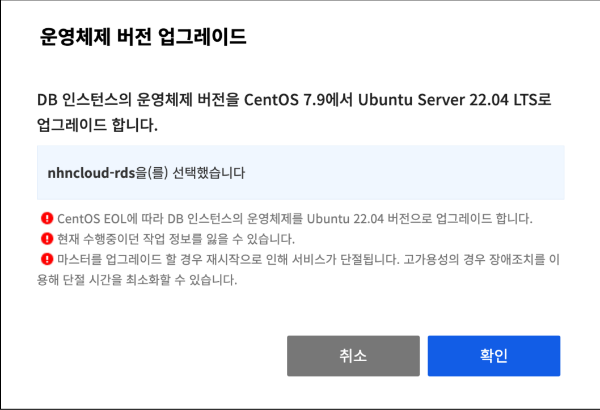 운영체제 버전 업그레이드
DB 인스턴스의 운영체제 버전을 CentOS 7.9에서 Ubuntu Server 22.04 LTS로
업그레이드 합니다.
nhncloud-rds을(를) 선택했습니다
CentOS EOL에 따라 DB 인스턴스의 운영체제를 Ubuntu 22.04 버전으로 업그레이드 합니다.
현재 수행중이던 작업 정보를 잃을 수 있습니다.
마스터를 업그레이드 할 경우 재시작으로 인해 서비스가 단절됩니다. 고가용성의 경우 장애조치를 이
용해 단절 시간을 최소화할 수 있습니다.
취소
확인